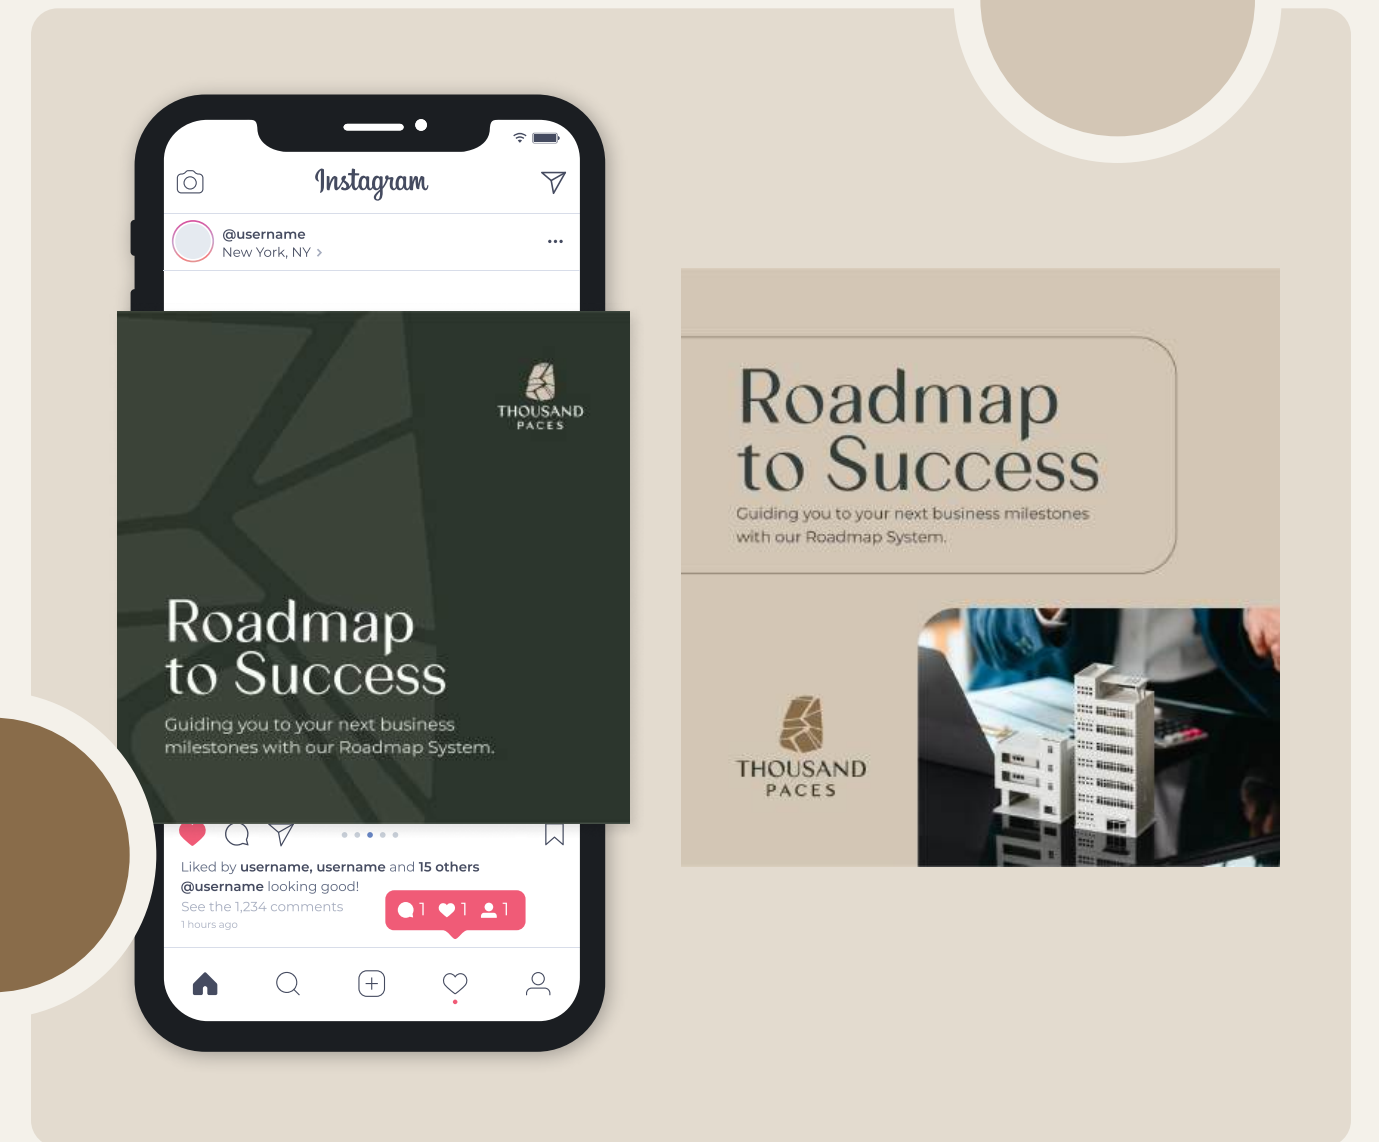 Instagram
@username
New York, NY >
THOUSAND
PACES
Roadmap
to Success
Guiding you to your next business
milestones with our Roadmap System.
Liked by username, username and 15 others
@username looking good!
See the 1,234 comments
1 hours ago
1 1 1
Roadmap
to Success
Guiding you to your next business milestones
with our Roadmap System.
THOUSAND
PACES